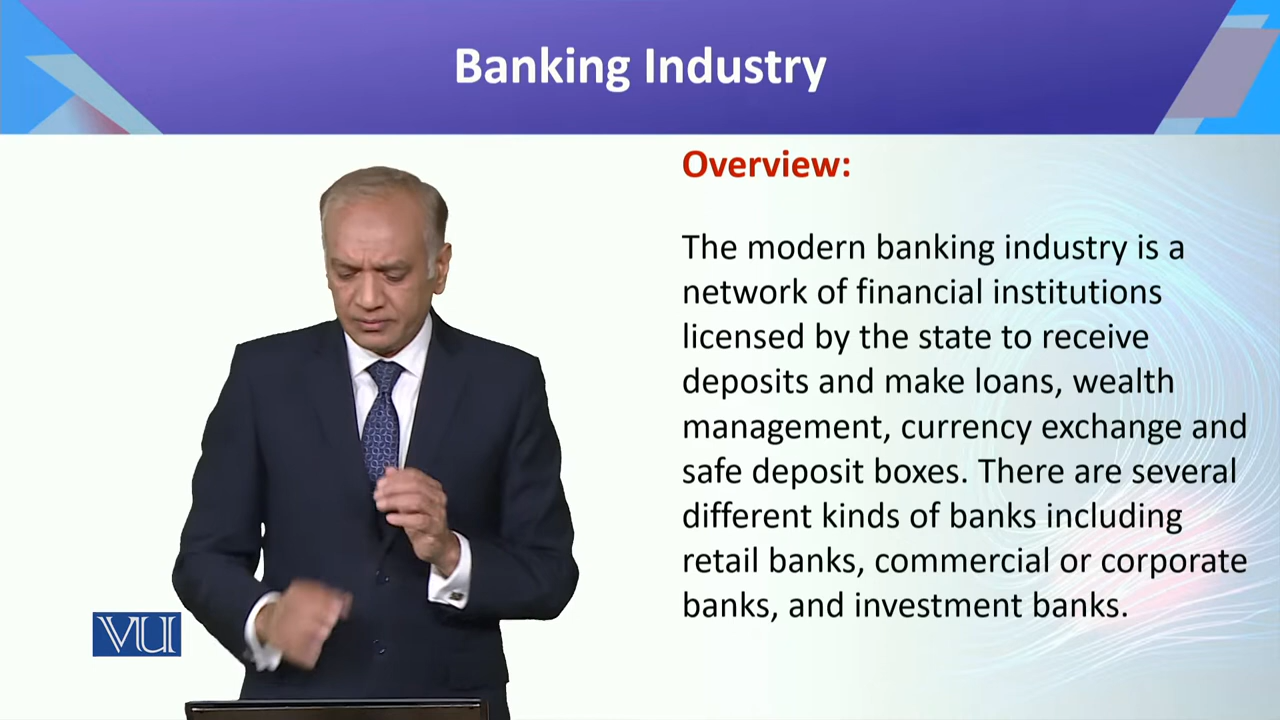 Banking Industry
Overview:
The modern banking industry is a
network of financial institutions
licensed by the state to receive
deposits and make loans, wealth
management, currency exchange and
safe deposit boxes. There are several
different kinds of banks including
retail banks, commercial or corporate
banks, and investment banks.
VU